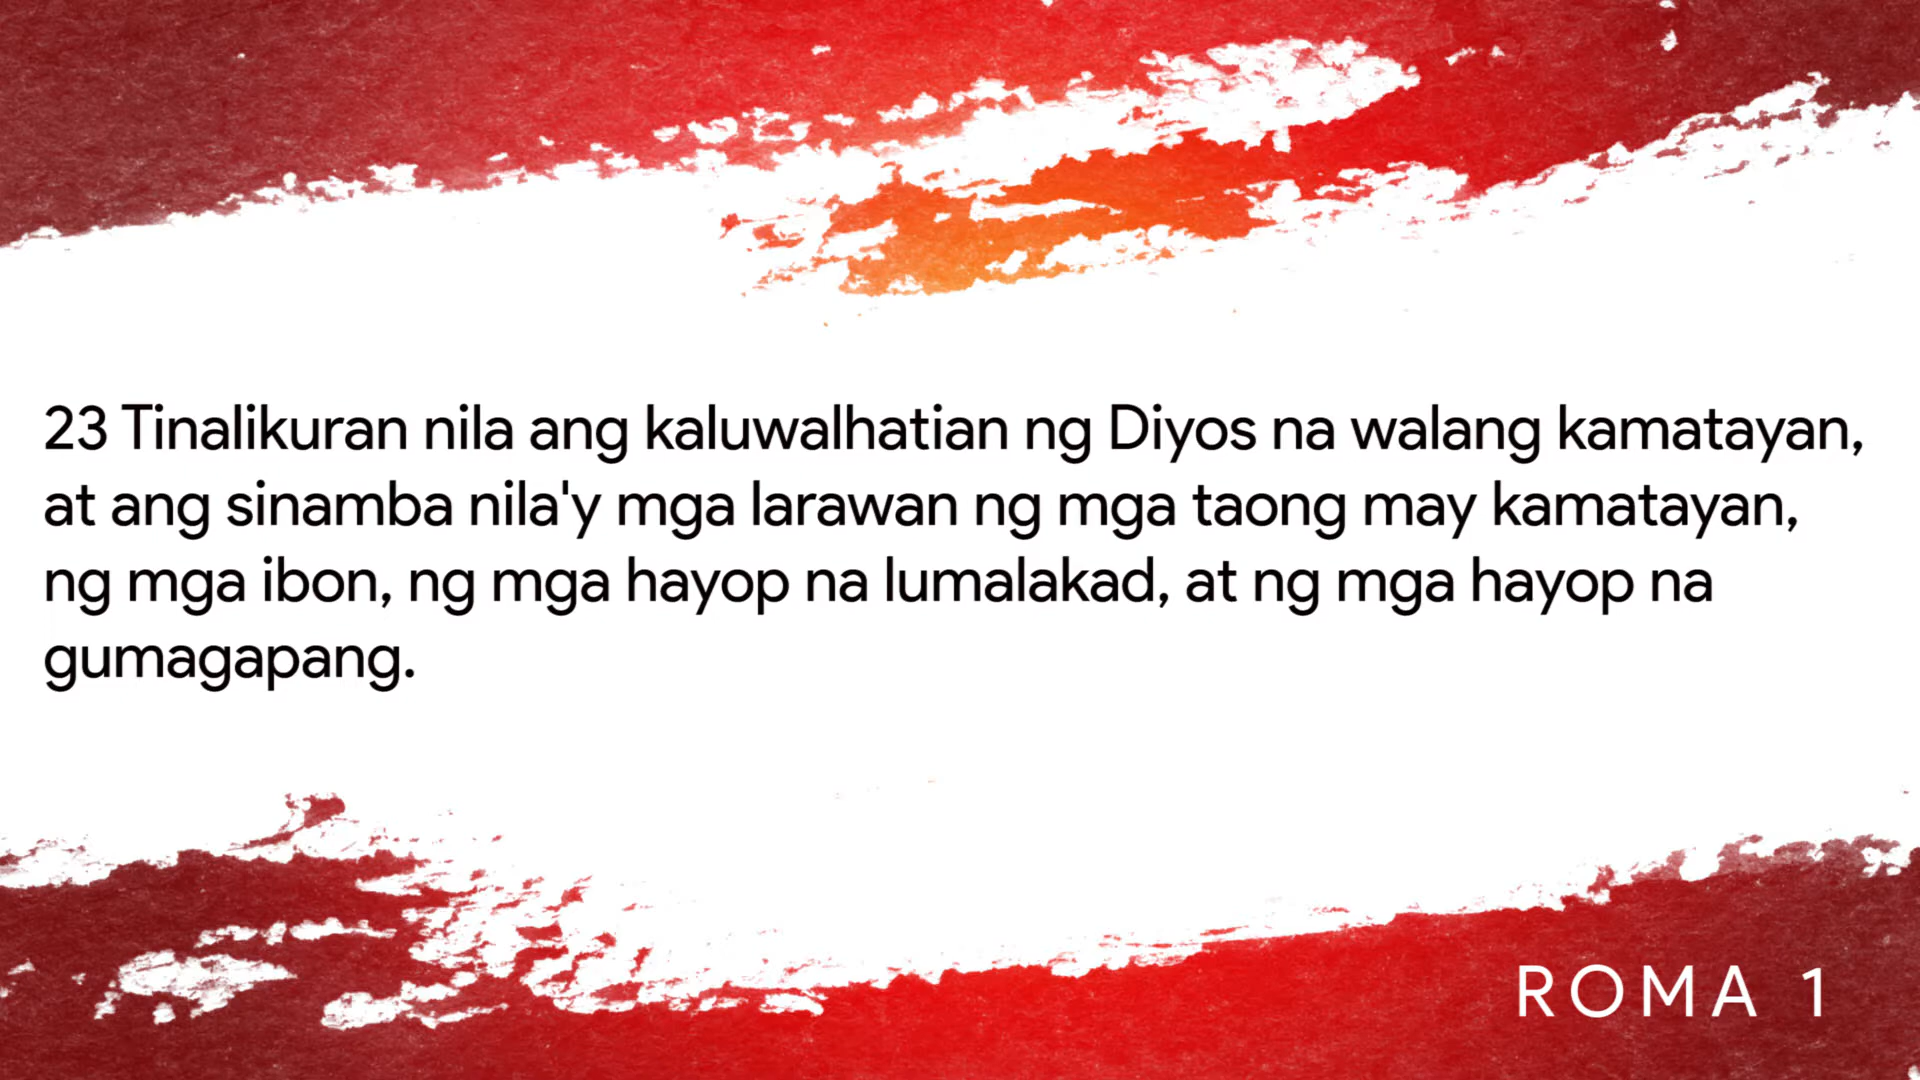 23 Tinalikuran nila ang kaluwalhatian ng Diyos na walang kamatayan,
at ang sinamba nila'y mga larawan ng mga taong may kamatayan,
ng mga ibon, ng mga hayop na lumalakad, at ng mga hayop na
gumagapang.
ROMA 1